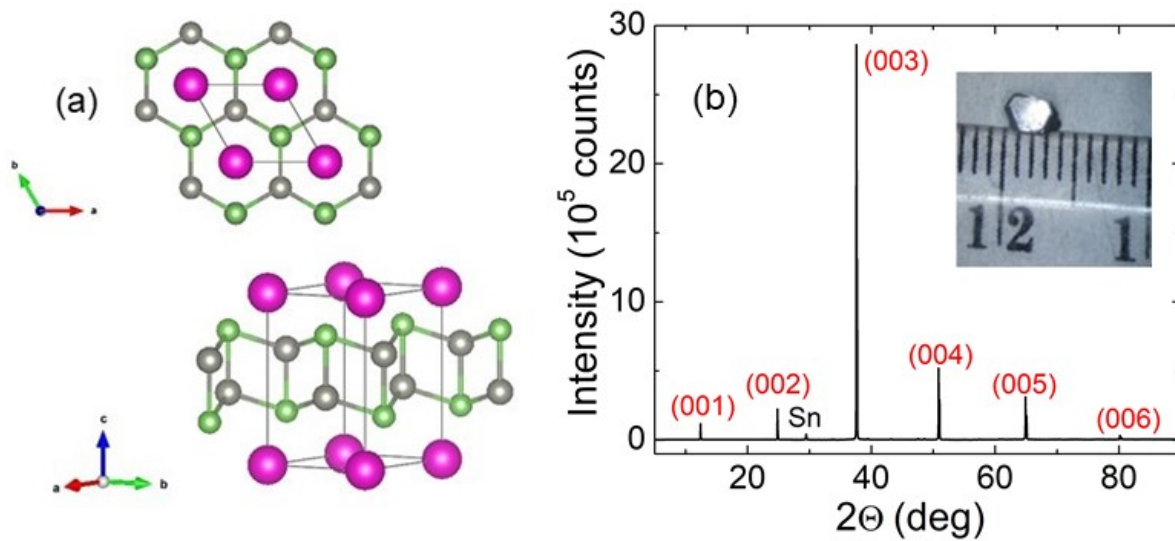 (a)
b
a
c
a
b
(b)
Intensity (10⁵ counts)
30
20
10
0
(001)
(002)
Sn
(003)
(004)
(005)
(006)
1 2 1
20
40
60
80
2Θ (deg)